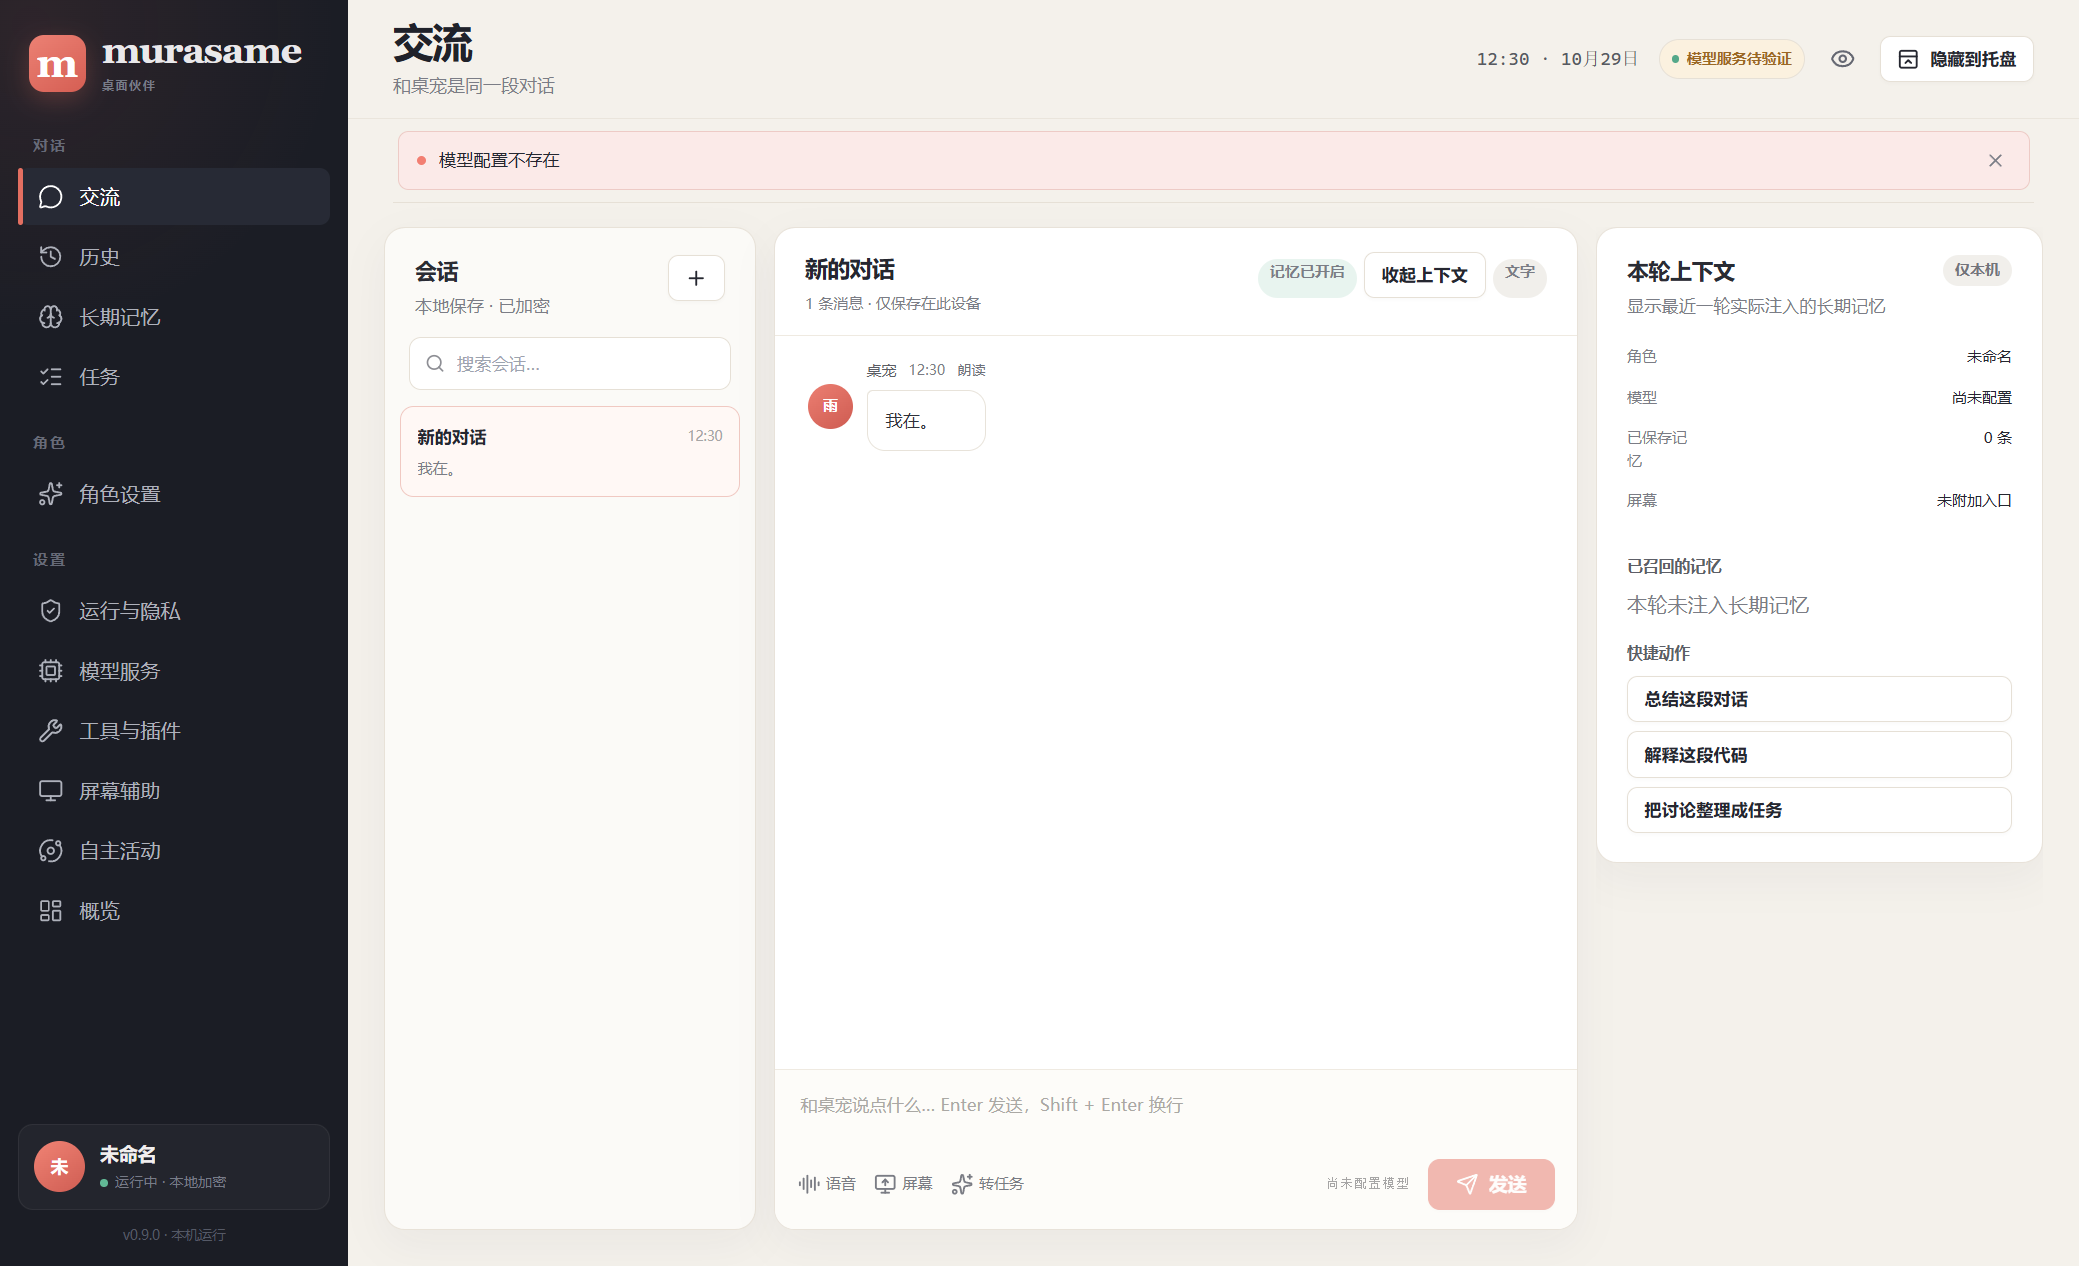 m
murasame
桌面伙伴
对话
交流
历史
长期记忆
任务
角色
角色设置
设置
运行与隐私
模型服务
工具与插件
屏幕辅助
自主活动
概览
未
未命名
运行中 · 本地加密
v0.9.0 · 本机运行
交流
和桌宠是同一段对话
12:30 · 10月29日
模型服务待验证
隐藏到托盘
模型配置不存在
会话
本地保存 · 已加密
搜索会话...
新的对话 12:30
我在。
新的对话
1 条消息 · 仅保存在此设备
记忆已开启
收起上下文
文字
桌宠 12:30 朗读
雨
我在。
和桌宠说点什么... Enter 发送，Shift + Enter 换行
语音
屏幕
转任务
尚未配置模型
发送
本轮上下文
仅本机
显示最近一轮实际注入的长期记忆
角色 未命名
模型 尚未配置
已保存记忆 0 条
屏幕 未附加入口
已召回的记忆
本轮未注入长期记忆
快捷动作
总结这段对话
解释这段代码
把讨论整理成任务